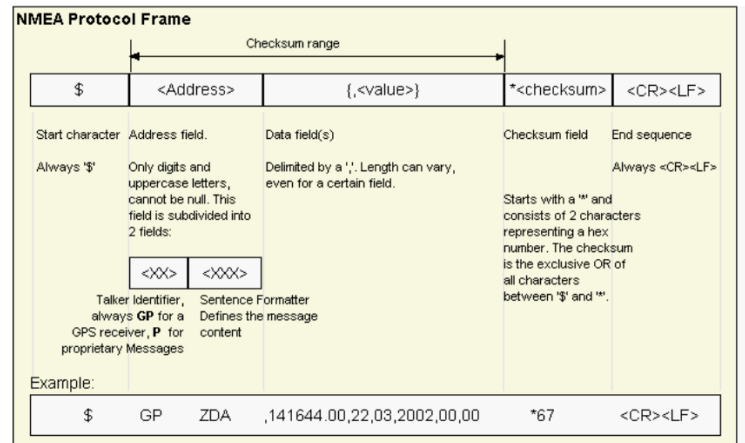 NMEA Protocol Frame
Checksum range
$ <Address> {,<value>} *<checksum> <CR><LF>
Start character Address field. Data field(s) Checksum field End sequence
Always '$' Only digits and uppercase letters, cannot be null. This field is subdivided into 2 fields:
Delimited by a ','. Length can vary,
even for a certain field.
Always <CR><LF>
Starts with a '*' and
consists of 2 characters
representing a hex
number. The checksum
is the exclusive OR of
all characters
between '$' and '*'.
<XX> <XXX>
Talker Identifier,
always GP for a
GPS receiver, P for
proprietary Messages
Sentence Formatter
Defines the message
content
Example:
$ GP ZDA ,141644.00,22,03,2002,00,00 *67 <CR><LF>